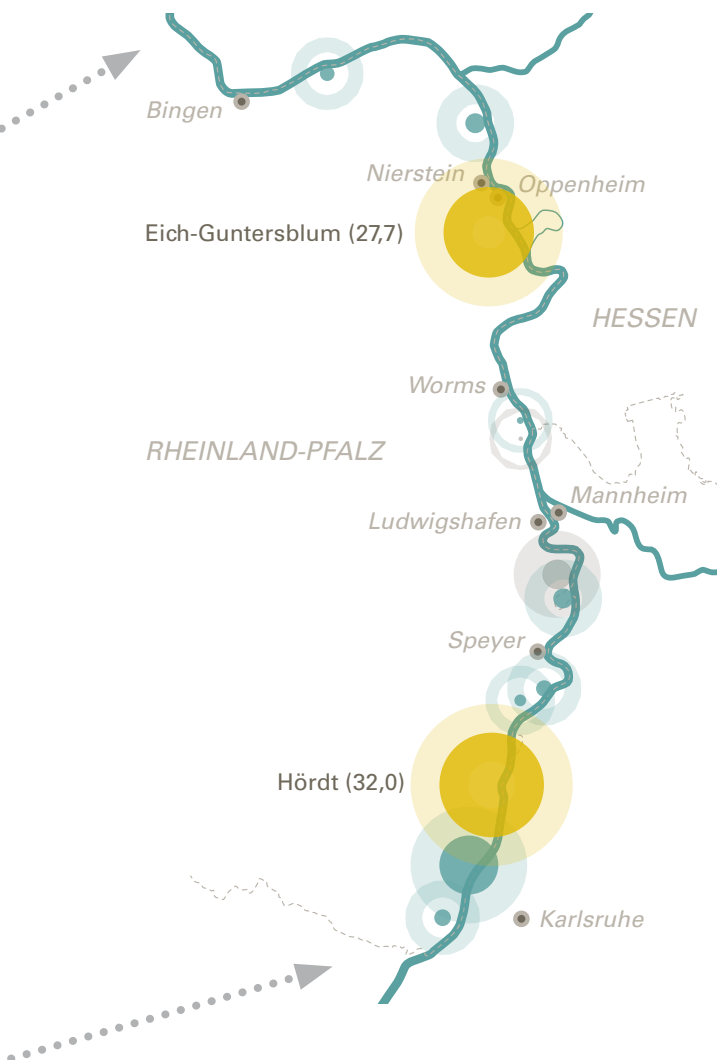 Bingen
Nierstein
Oppenheim
Eich-Guntersblum (27,7)
HESSEN
Worms
RHEINLAND-PFALZ
Mannheim
Ludwigshafen
Speyer
Hördt (32,0)
Karlsruhe